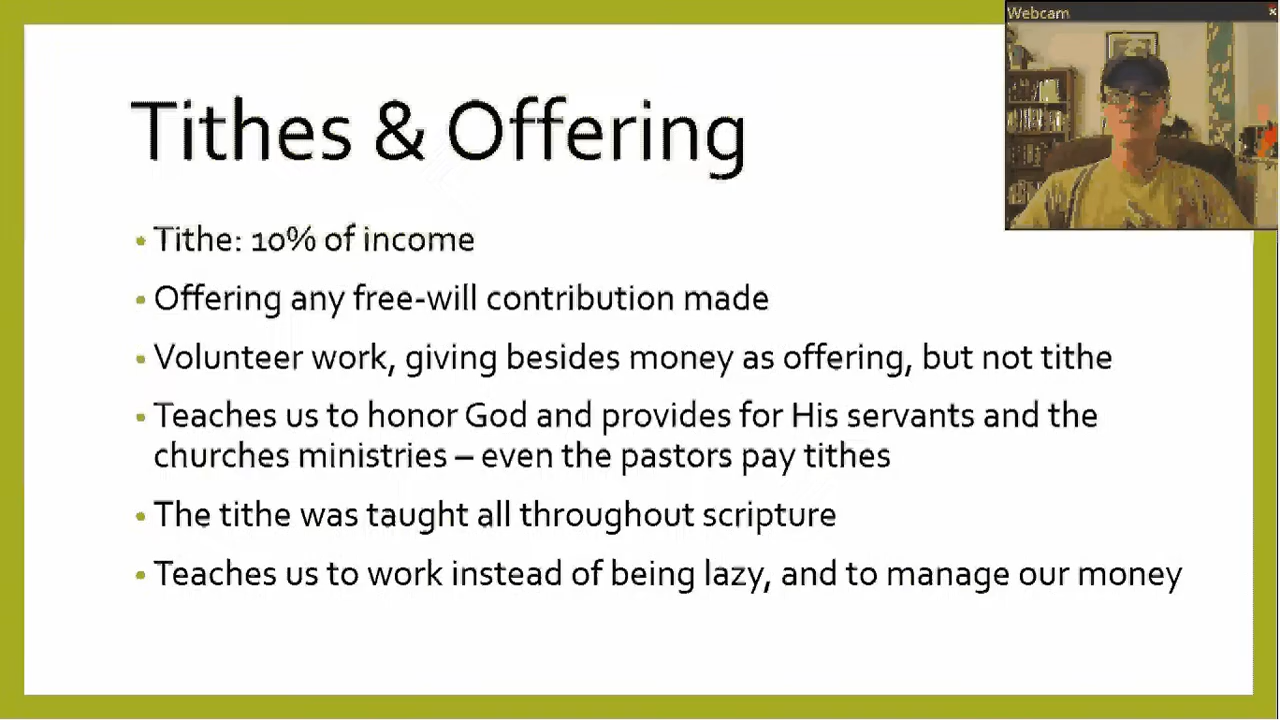 Webcam
Tithes & Offering
• Tithe: 10% of income
• Offering any free-will contribution made
• Volunteer work, giving besides money as offering, but not tithe
• Teaches us to honor God and provides for His servants and the
churches ministries – even the pastors pay tithes
• The tithe was taught all throughout scripture
• Teaches us to work instead of being lazy, and to manage our money